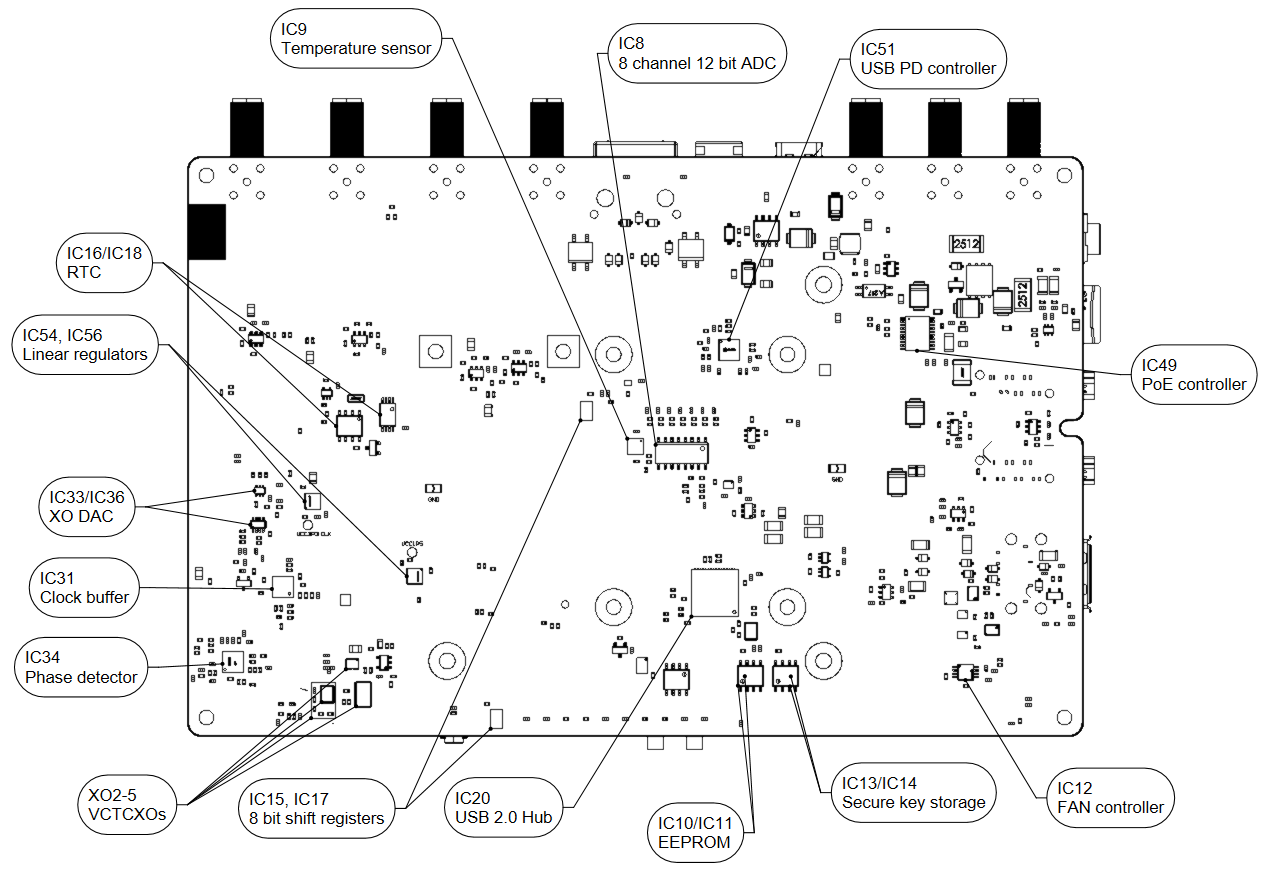 IC9
Temperature sensor
IC8
8 channel 12 bit ADC
IC51
USB PD controller
IC16/IC18
RTC
2512
2512
IC54, IC56
Linear regulators
IC49
PoE controller
IC33/IC36
XO DAC
GND
GND
VCCLPS
IC31
Clock buffer
IC34
Phase detector
XO2-5
VCTCXOs
IC15, IC17
8 bit shift registers
IC20
USB 2.0 Hub
IC10/IC11
EEPROM
IC13/IC14
Secure key storage
IC12
FAN controller